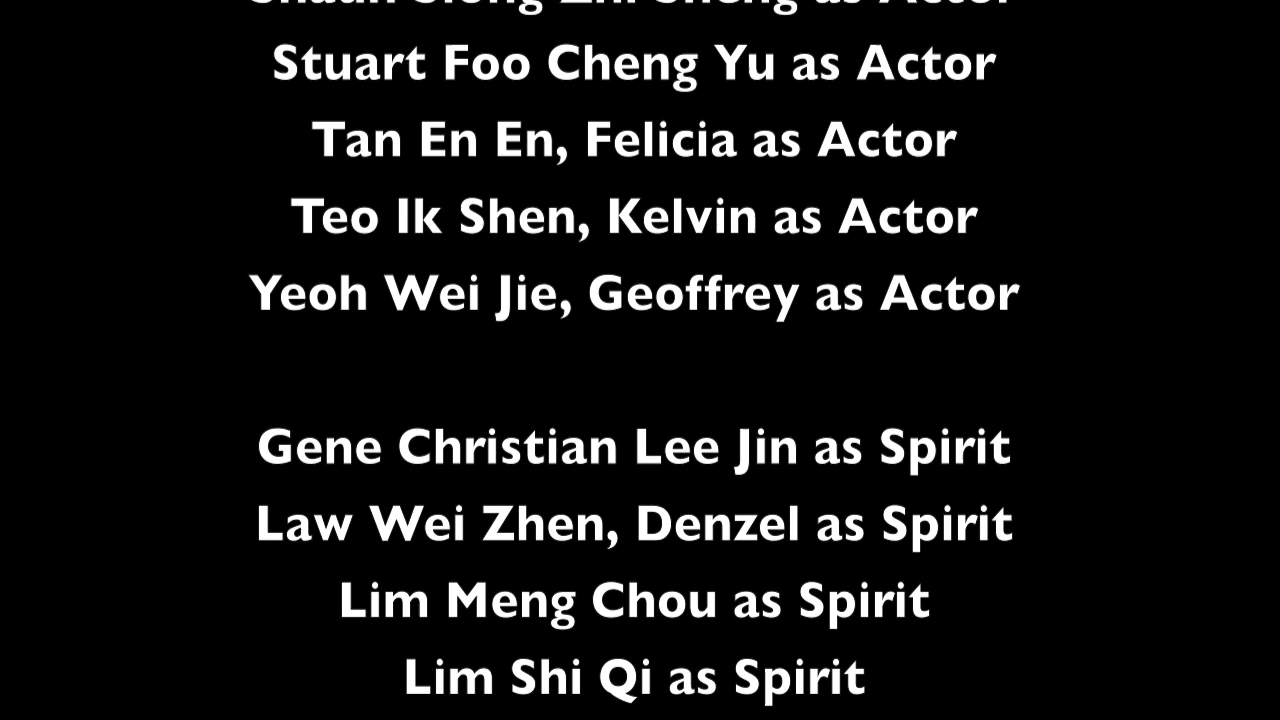 as Actor
Stuart Foo Cheng Yu as Actor
Tan En En, Felicia as Actor
Teo Ik Shen, Kelvin as Actor
Yeoh Wei Jie, Geoffrey as Actor
Gene Christian Lee Jin as Spirit
Law Wei Zhen, Denzel as Spirit
Lim Meng Chou as Spirit
Lim Shi Qi as Spirit